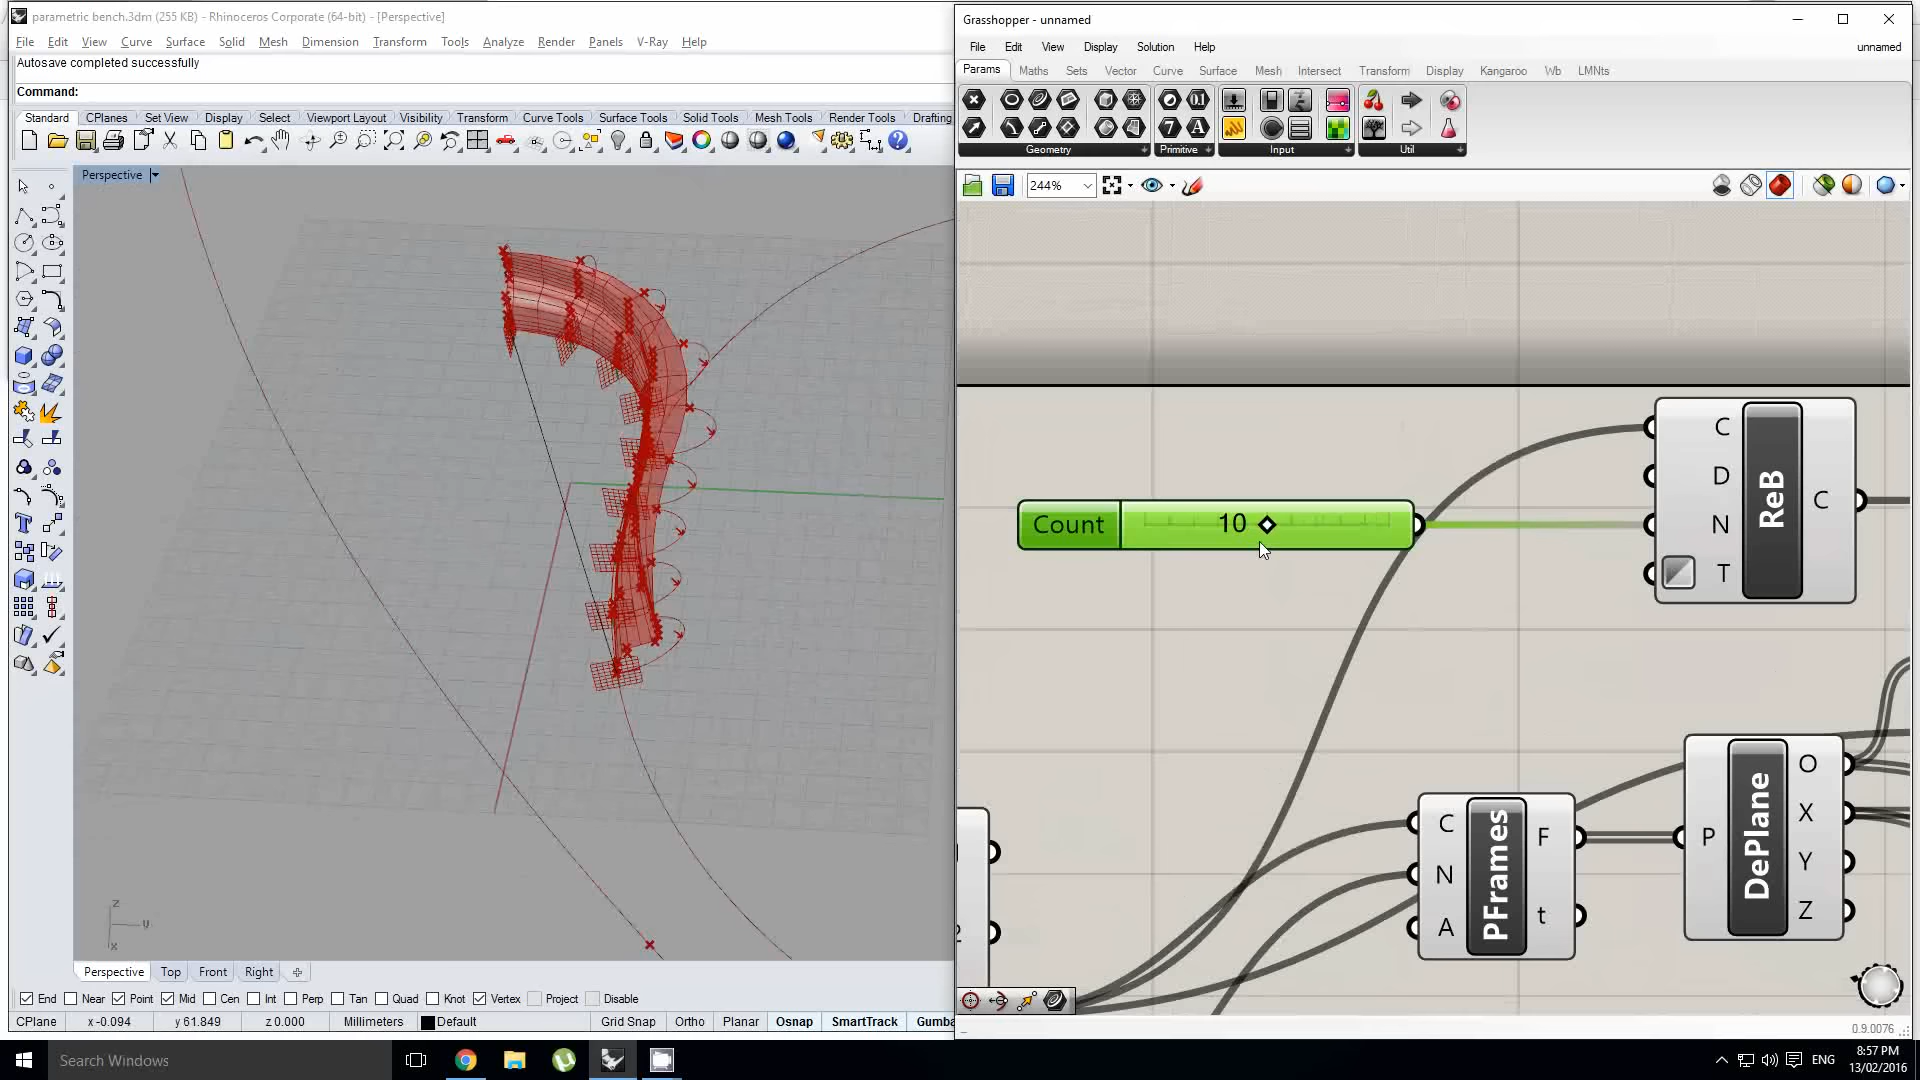 parametric bench.3dm (255 KB) - Rhinoceros Corporate (64-bit) - [Perspective]
File Edit View Curve Surface Solid Mesh Dimension Transform Tools Analyze Render Panels V-Ray Help
Autosave completed successfully
Command:
Standard CPlanes Set View Display Select Viewport Layout Visibility Transform Curve Tools Surface Tools Solid Tools Mesh Tools Render Tools Drafting
Perspective
z
y
x
Perspective Top Front Right
End Near Point Mid Cen Int Perp Tan Quad Knot Vertex Project Disable
CPlane x -0.094 y 61.849 z 0.000 Millimeters Default Grid Snap Ortho Planar Osnap SmartTrack Gumba
Grasshopper - unnamed
File Edit View Display Solution Help unnamed
Params Maths Sets Vector Curve Surface Mesh Intersect Transform Display Kangaroo Wb LMNts
Geometry Primitive Input Util
244%
Count 10
C
D
N
T
ReB
C
C
N
A
PFrames
F
t
P
DePlane
O
X
Y
Z
0.9.0076
Search Windows
ENG
8:57 PM
13/02/2016